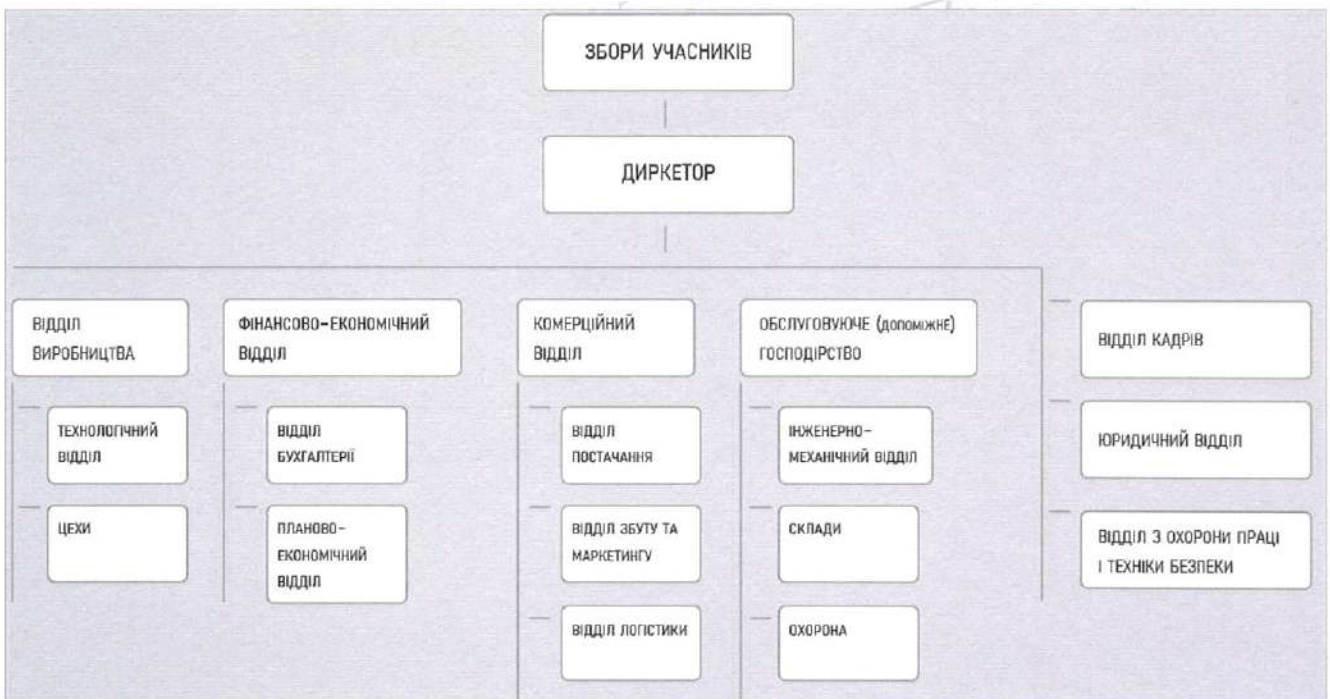 ЗБОРИ УЧАСНИКІВ
ДИРКЕТОР
ВІДДІЛ
ВИРОБНИЦТВА
ТЕХНОЛОГІЧНИЙ
ВІДДІЛ
ЦЕХИ
ФІНАНСОВО-ЕКОНОМІЧНИЙ
ВІДДІЛ
ВІДДІЛ
БУХГАЛТЕРІЇ
ПЛАНОВО-
ЕКОНОМІЧНИЙ
ВІДДІЛ
КОМЕРЦІЙНИЙ
ВІДДІЛ
ВІДДІЛ
ПОСТАЧАННЯ
ВІДДІЛ ЗБУТУ ТА
МАРКЕТИНГУ
ВІДДІЛ ЛОГІСТИКИ
ОБСЛУГОВУЮЧЕ (допоміжнє)
ГОСПОДІРСТВО
ІНЖЕНЕРНО-
МЕХАНІЧНИЙ ВІДДІЛ
СКЛАДИ
ОХОРОНА
ВІДДІЛ КАДРІВ
ЮРИДИЧНИЙ ВІДДІЛ
ВІДДІЛ З ОХОРОНИ ПРАЦІ
І ТЕХНІКИ БЕЗПЕКИ